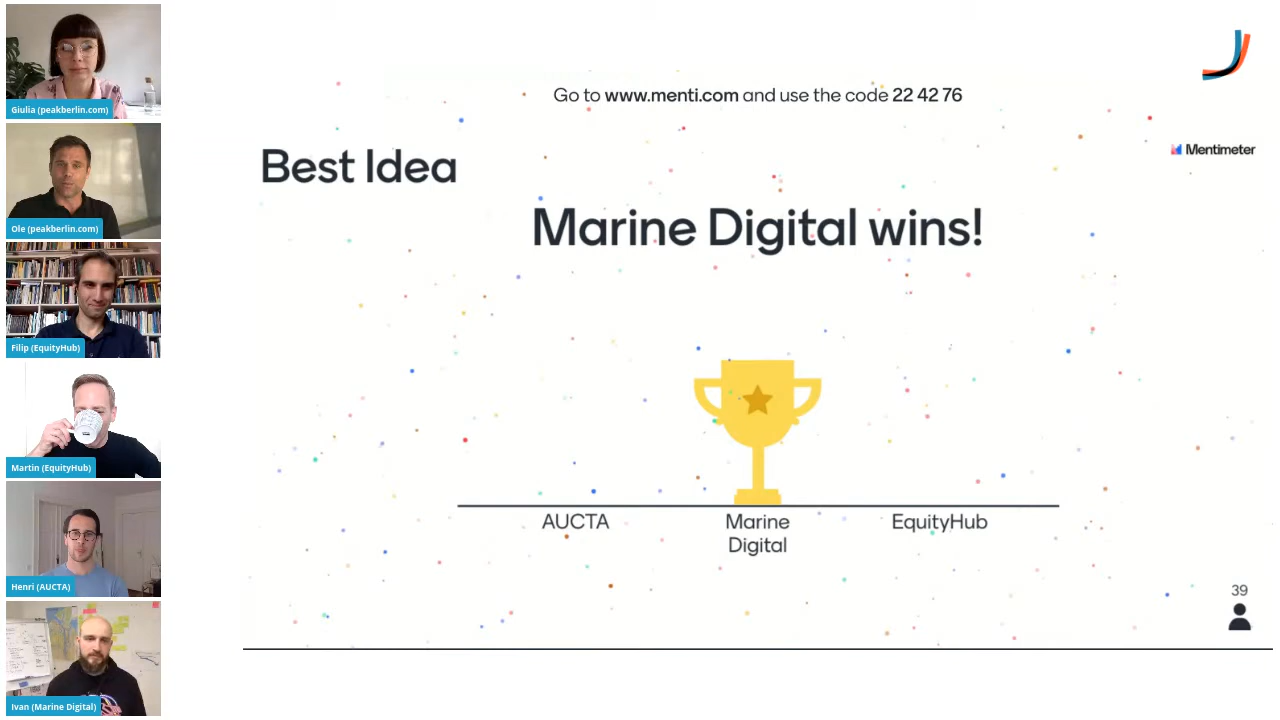 Giulia (peakberlin.com)
Ole (peakberlin.com)
Filip (EquityHub)
Martin (EquityHub)
Henri (AUCTA)
Ivan (Marine Digital)
Go to www.menti.com and use the code 22 42 76
Mentimeter
Best Idea
Marine Digital wins!
AUCTA
Marine
Digital
EquityHub
39